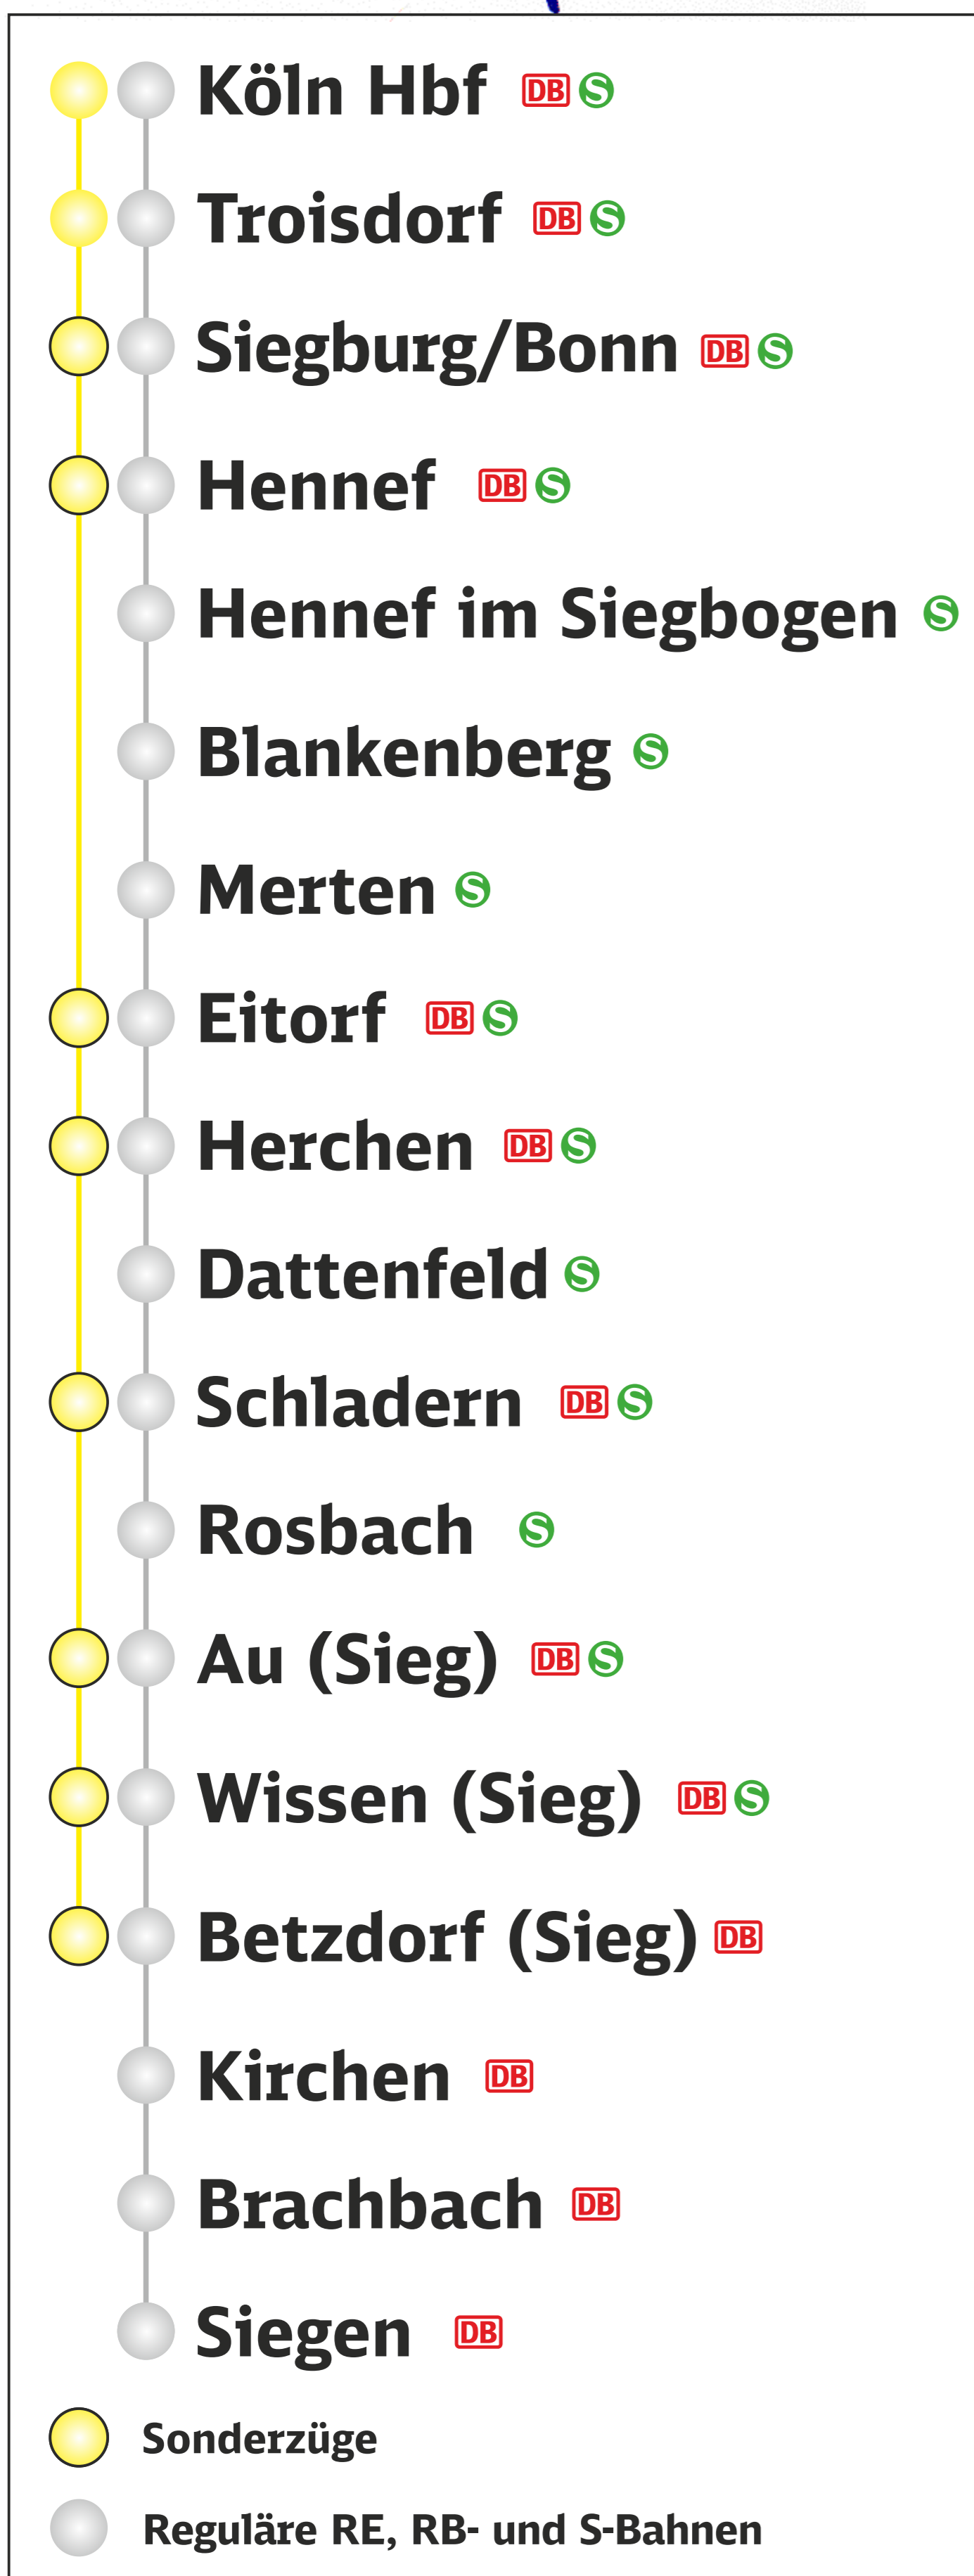 Köln Hbf DB S
Troisdorf DB S
Siegburg/Bonn DB S
Hennef DB S
Hennef im Siegbogen S
Blankenberg S
Merten S
Eitorf DB S
Herchen DB S
Dattenfeld S
Schladern DB S
Rosbach S
Au (Sieg) DB S
Wissen (Sieg) DB S
Betzdorf (Sieg) DB
Kirchen DB
Brachbach DB
Siegen DB
Sonderzüge
Reguläre RE, RB- und S-Bahnen